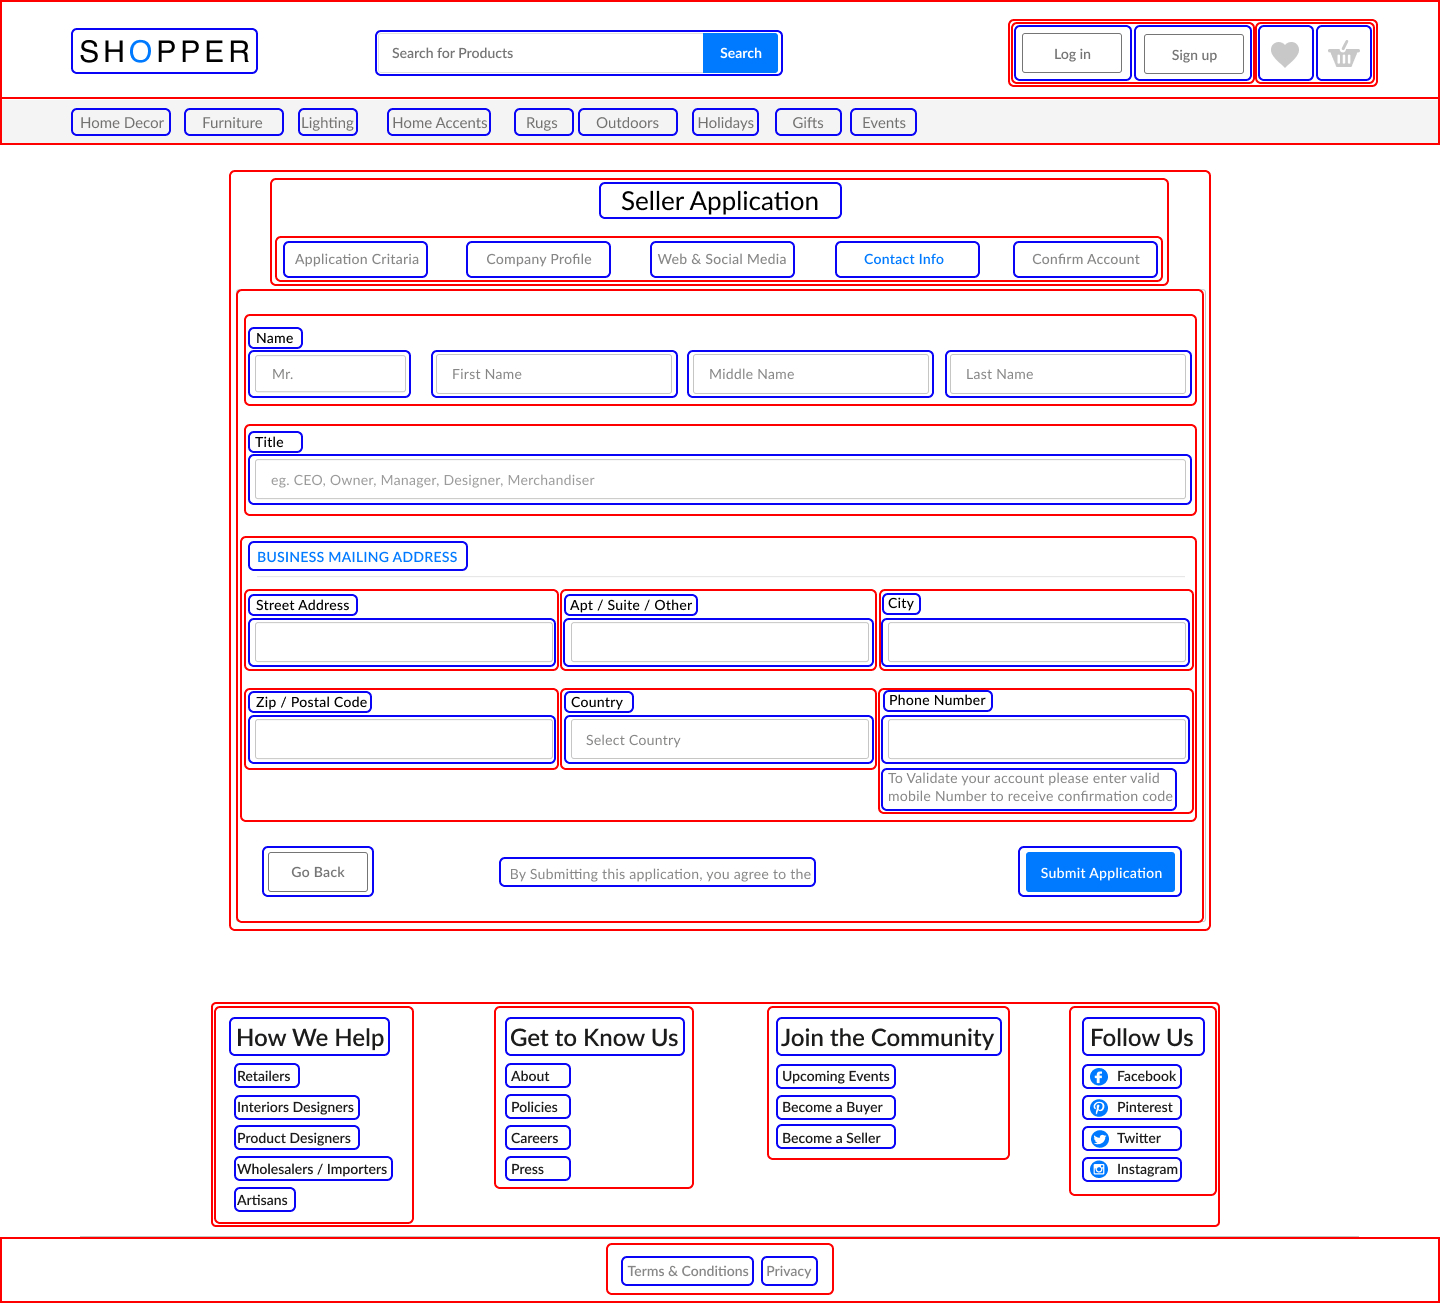 SHOPPER
Search for Products
Search
Log in
Sign up
Home Decor
Furniture
Lighting
Home Accents
Rugs
Outdoors
Holidays
Gifts
Events
Seller Application
Application Critaria
Company Profile
Web & Social Media
Contact Info
Confirm Account
Name
Mr.
First Name
Middle Name
Last Name
Title
eg. CEO, Owner, Manager, Designer, Merchandiser
BUSINESS MAILING ADDRESS
Street Address
Apt / Suite / Other
City
Zip / Postal Code
Country
Phone Number
Select Country
To Validate your account please enter valid
mobile Number to receive confirmation code
Go Back
By Submitting this application, you agree to the
Submit Application
How We Help
Retailers
Interiors Designers
Product Designers
Wholesalers / Importers
Artisans
Get to Know Us
About
Policies
Careers
Press
Join the Community
Upcoming Events
Become a Buyer
Become a Seller
Follow Us
Facebook
Pinterest
Twitter
Instagram
Terms & Conditions
Privacy